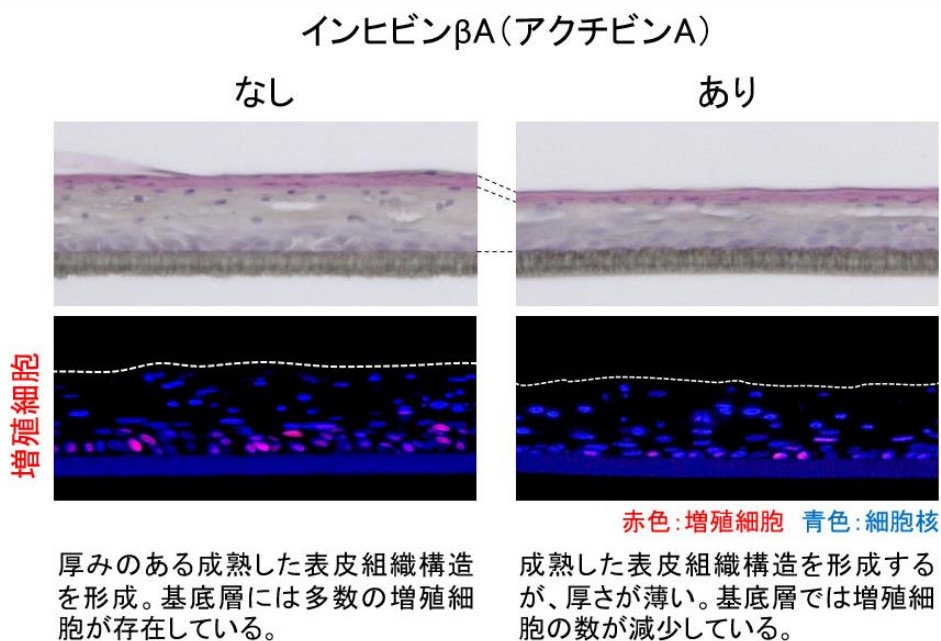 インヒビンβA（アクチビンA）
なし
あり
増殖細胞
赤色：増殖細胞 青色：細胞核
厚みのある成熟した表皮組織構造
を形成。基底層には多数の増殖細
胞が存在している。
成熟した表皮組織構造を形成する
が、厚さが薄い。基底層では増殖細
胞の数が減少している。